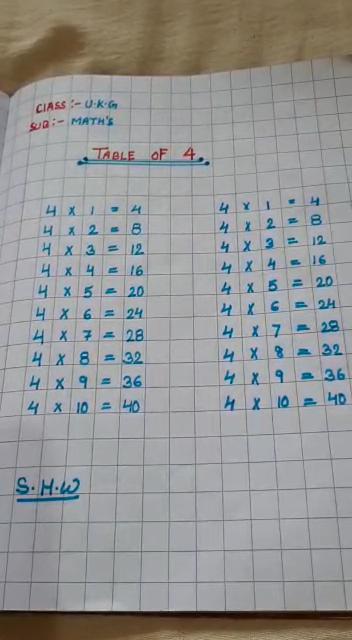 CLASS :- U.K.G
SUB :- MATH'S
TABLE OF 4
4 x 1 = 4 4 x 1 = 4
4 x 2 = 8 4 x 2 = 8
4 x 3 = 12 4 x 3 = 12
4 x 4 = 16 4 x 4 = 16
4 x 5 = 20 4 x 5 = 20
4 x 6 = 24 4 x 6 = 24
4 x 7 = 28 4 x 7 = 28
4 x 8 = 32 4 x 8 = 32
4 x 9 = 36 4 x 9 = 36
4 x 10 = 40 4 x 10 = 40
S.H.W